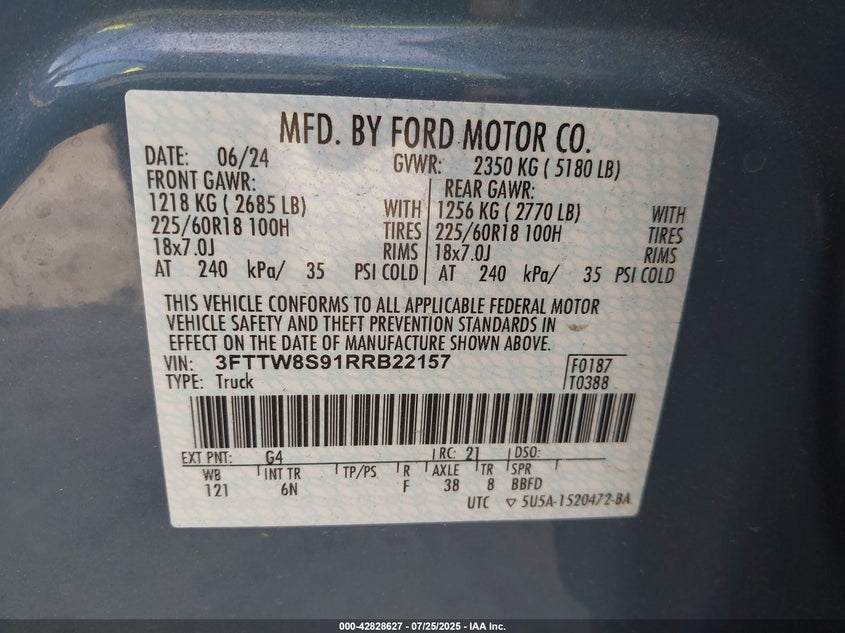 MFD. BY FORD MOTOR CO.
DATE: 06/24 GVWR: 2350 KG ( 5180 LB)
FRONT GAWR: REAR GAWR:
1218 KG ( 2685 LB) WITH 1256 KG ( 2770 LB) WITH
225/60R18 100H TIRES 225/60R18 100H TIRES
18x7.0J RIMS 18x7.0J RIMS
AT 240 kPa/ 35 PSI COLD AT 240 kPa/ 35 PSI COLD
THIS VEHICLE CONFORMS TO ALL APPLICABLE FEDERAL MOTOR
VEHICLE SAFETY AND THEFT PREVENTION STANDARDS IN
EFFECT ON THE DATE OF MANUFACTURE SHOWN ABOVE.
VIN: 3FTTW8S91RRB22157 F0187
TYPE: Truck T0388
EXT PNT: G4 RC: 21 DSO:
WB INT TR TP/PS R AXLE TR SPR
121 6N F 38 8 BBFD
UTC ▽ 5U5A-1520472-BA
000-42828627 / 07/25/2025 - IAA Inc.